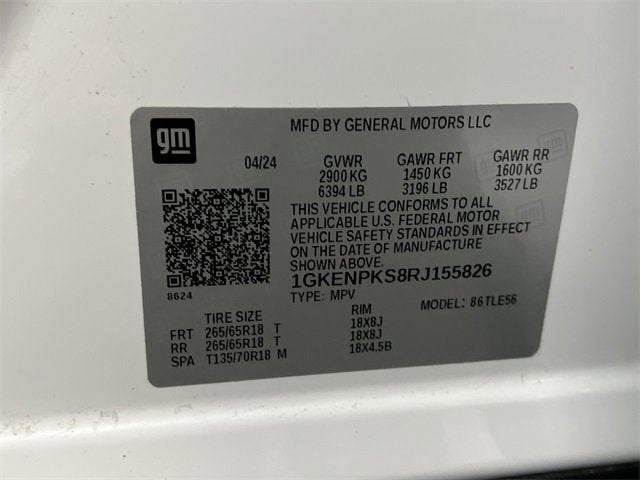 gm
MFD BY GENERAL MOTORS LLC
04/24 GVWR GAWR FRT GAWR RR
2900 KG 1450 KG 1600 KG
6394 LB 3196 LB 3527 LB
THIS VEHICLE CONFORMS TO ALL
APPLICABLE U.S. FEDERAL MOTOR
VEHICLE SAFETY STANDARDS IN EFFECT
ON THE DATE OF MANUFACTURE SHOWN ABOVE.
1GKENPKS8RJ155826
8624
TYPE: MPV MODEL: 86TLE56
TIRE SIZE RIM
FRT 265/65R18 T 18X8J
RR 265/65R18 T 18X8J
SPA T135/70R18 M 18X4.5B